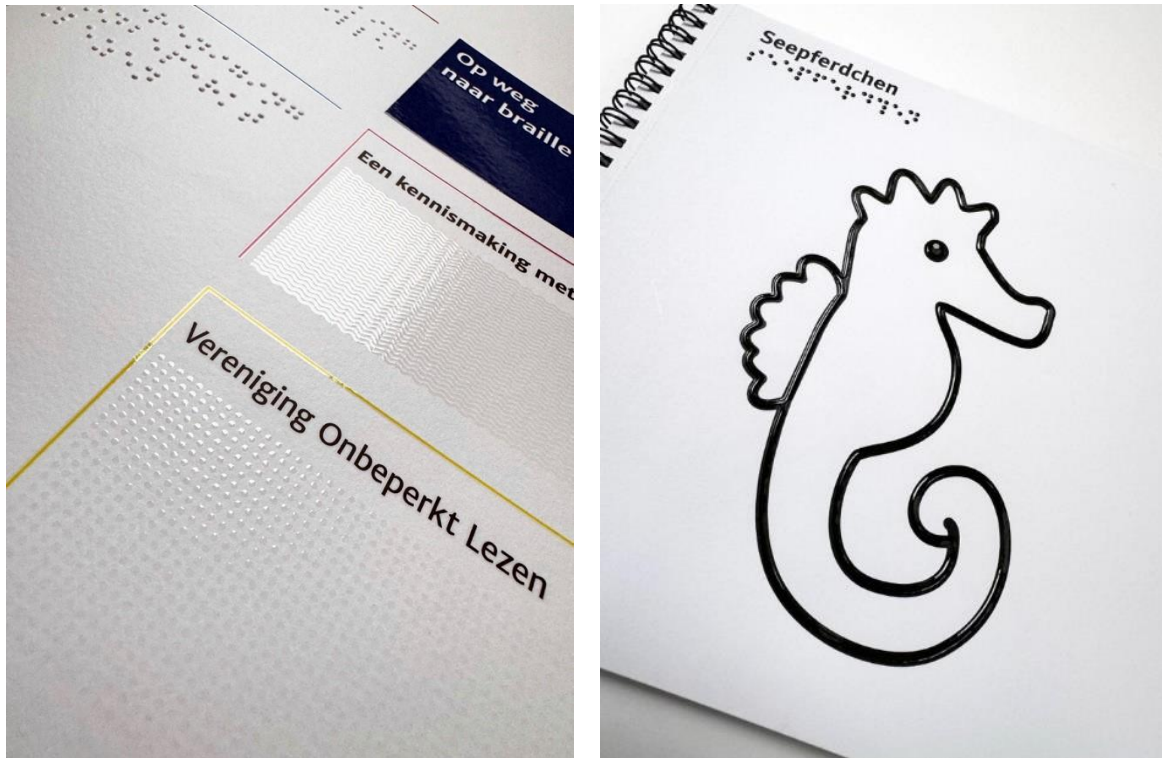 Op weg
naar braille
Een kennismaking met
Vereniging Onbeperkt Lezen
Seepferdchen